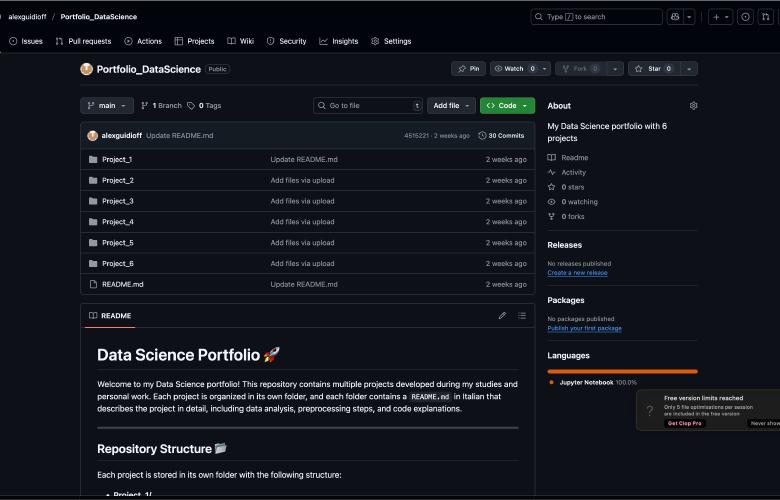 alexguidioff / Portfolio_DataScience
Type / to search
Issues Pull requests Actions Projects Wiki Security Insights Settings
Portfolio_DataScience Public
Pin Watch 0 Fork 0 Star 0
main 1 Branch 0 Tags Go to file t Add file Code
alexguidioff Update README.md 4515221 · 2 weeks ago 30 Commits
Project_1 Update README.md 2 weeks ago
Project_2 Add files via upload 2 weeks ago
Project_3 Add files via upload 2 weeks ago
Project_4 Add files via upload 2 weeks ago
Project_5 Add files via upload 2 weeks ago
Project_6 Add files via upload 2 weeks ago
README.md Update README.md 2 weeks ago
README
Data Science Portfolio 🚀
Welcome to my Data Science portfolio! This repository contains multiple projects developed during my studies and
personal work. Each project is organized in its own folder, and each folder contains a README.md in Italian that
describes the project in detail, including data analysis, preprocessing steps, and code explanations.
Repository Structure 📂
Each project is stored in its own folder with the following structure:
• Project_1/
About
My Data Science portfolio with 6
projects
Readme
Activity
0 stars
0 watching
0 forks
Releases
No releases published
Create a new release
Packages
No packages published
Publish your first package
Languages
Jupyter Notebook 100.0%
Free version limits reached
Only 5 file optimisations per session
are included in the free version
Get Clop Pro Never show